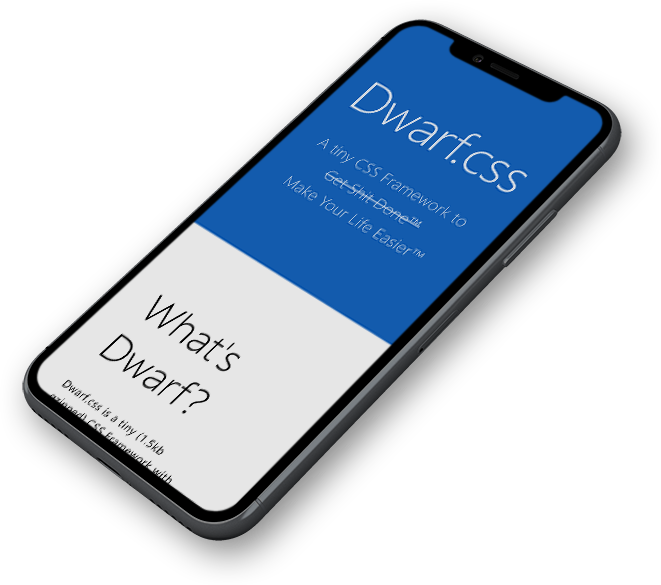 Dwarf.css
A tiny CSS Framework to
Get Shit Done™
Make Your Life Easier™
What's
Dwarf?
Dwarf.css is a tiny (1.5kb
gzipped) CSS Framework with